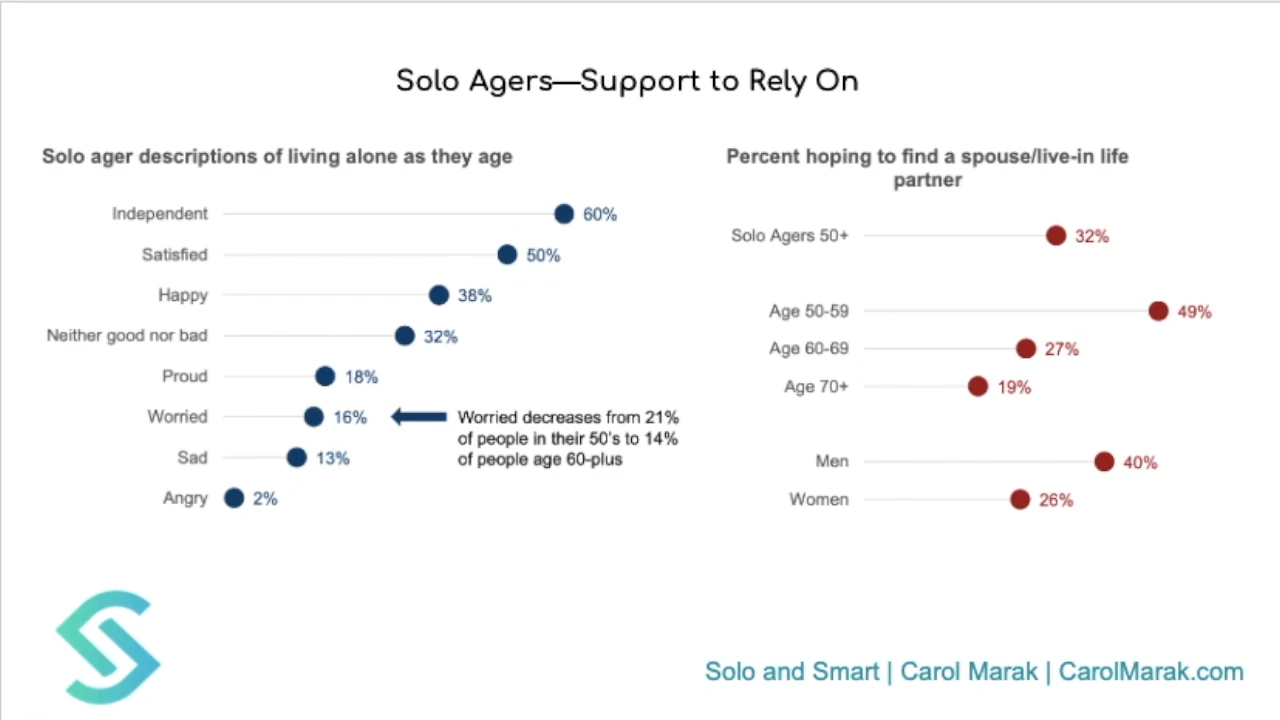 Solo Agers—Support to Rely On
Solo ager descriptions of living alone as they age
Independent 60%
Satisfied 50%
Happy 38%
Neither good nor bad 32%
Proud 18%
Worried 16%
Worried decreases from 21%
of people in their 50's to 14%
of people age 60-plus
Sad 13%
Angry 2%
Percent hoping to find a spouse/live-in life
partner
Solo Agers 50+ 32%
Age 50-59 49%
Age 60-69 27%
Age 70+ 19%
Men 40%
Women 26%
Solo and Smart | Carol Marak | CarolMarak.com